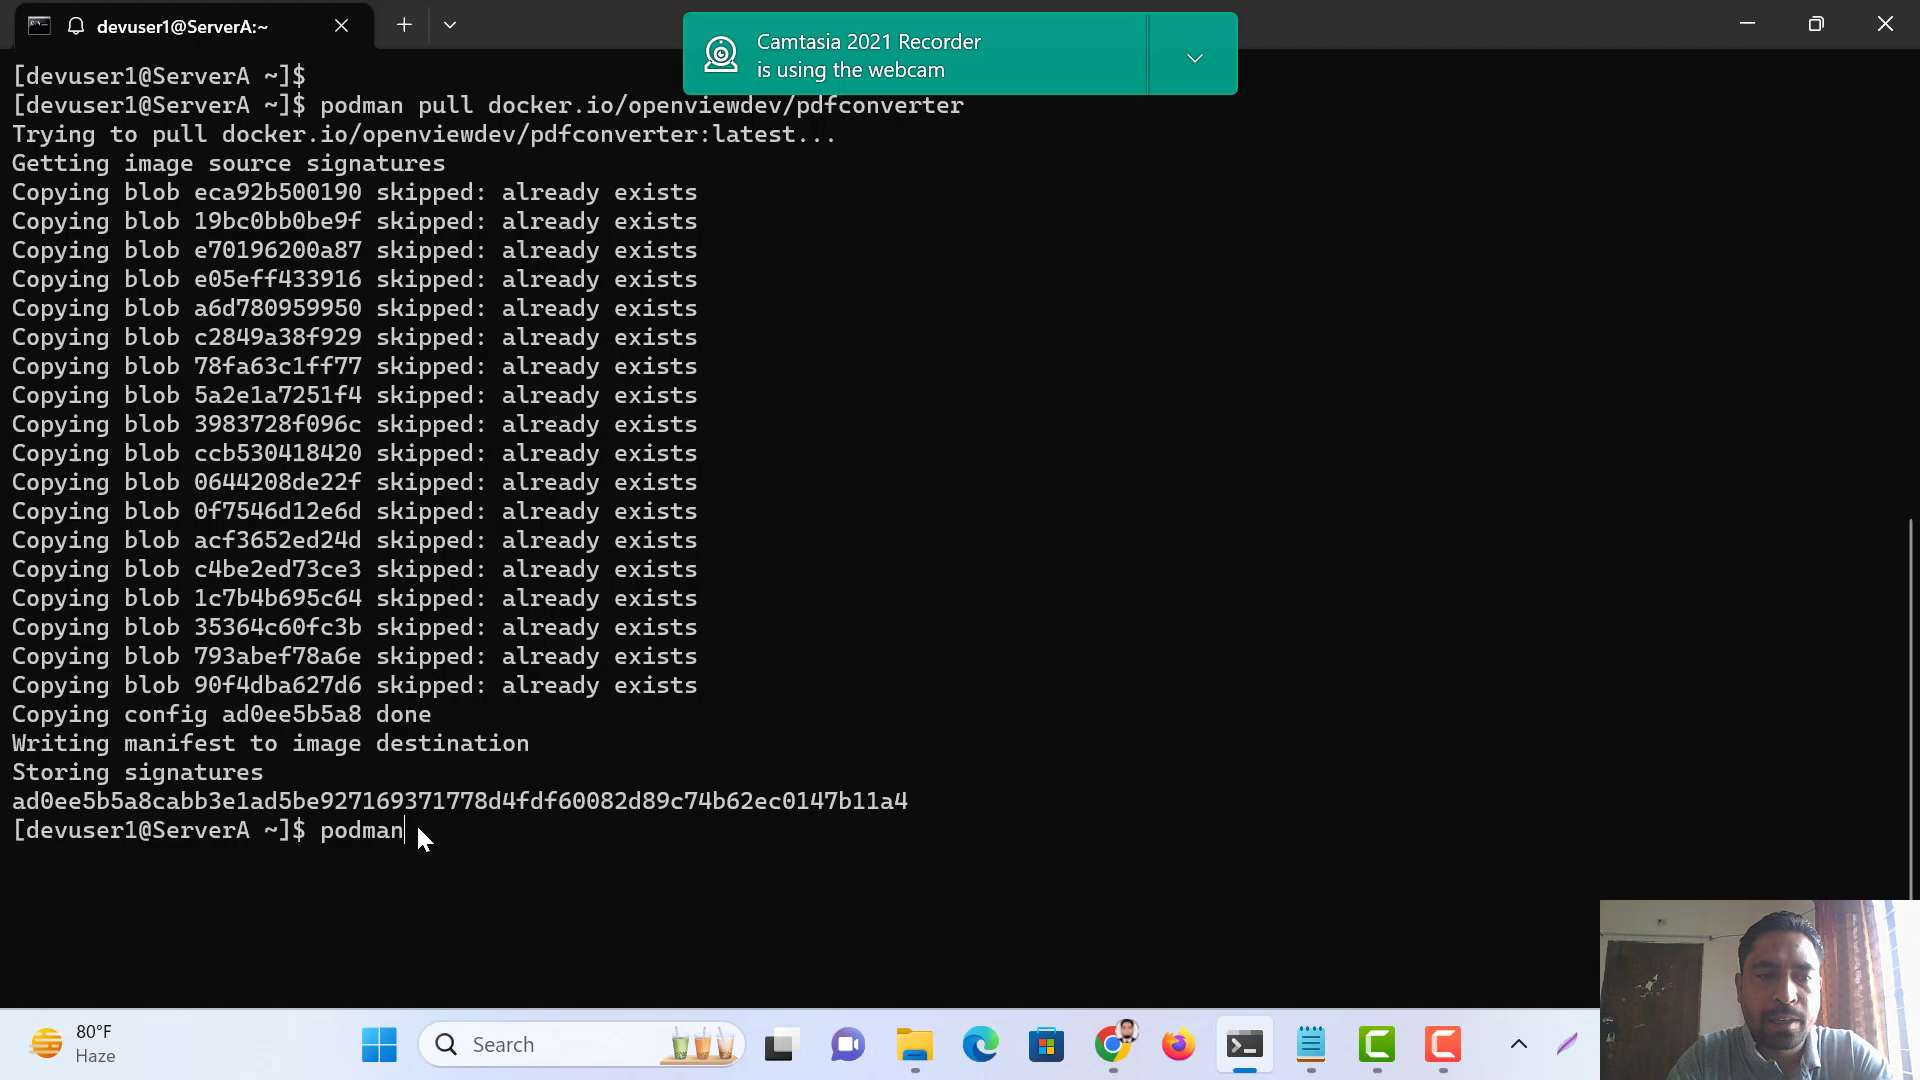 devuser1@ServerA:~
Camtasia 2021 Recorder
is using the webcam
[devuser1@ServerA ~]$
[devuser1@ServerA ~]$ podman pull docker.io/openviewdev/pdfconverter
Trying to pull docker.io/openviewdev/pdfconverter:latest...
Getting image source signatures
Copying blob eca92b500190 skipped: already exists
Copying blob 19bc0bb0be9f skipped: already exists
Copying blob e70196200a87 skipped: already exists
Copying blob e05eff433916 skipped: already exists
Copying blob a6d780959950 skipped: already exists
Copying blob c2849a38f929 skipped: already exists
Copying blob 78fa63c1ff77 skipped: already exists
Copying blob 5a2e1a7251f4 skipped: already exists
Copying blob 3983728f096c skipped: already exists
Copying blob ccb530418420 skipped: already exists
Copying blob 0644208de22f skipped: already exists
Copying blob 0f7546d12e6d skipped: already exists
Copying blob acf3652ed24d skipped: already exists
Copying blob c4be2ed73ce3 skipped: already exists
Copying blob 1c7b4b695c64 skipped: already exists
Copying blob 35364c60fc3b skipped: already exists
Copying blob 793abef78a6e skipped: already exists
Copying blob 90f4dba627d6 skipped: already exists
Copying config ad0ee5b5a8 done
Writing manifest to image destination
Storing signatures
ad0ee5b5a8cabb3e1ad5be927169371778d4fdf60082d89c74b62ec0147b11a4
[devuser1@ServerA ~]$ podman
80°F
Haze
Search